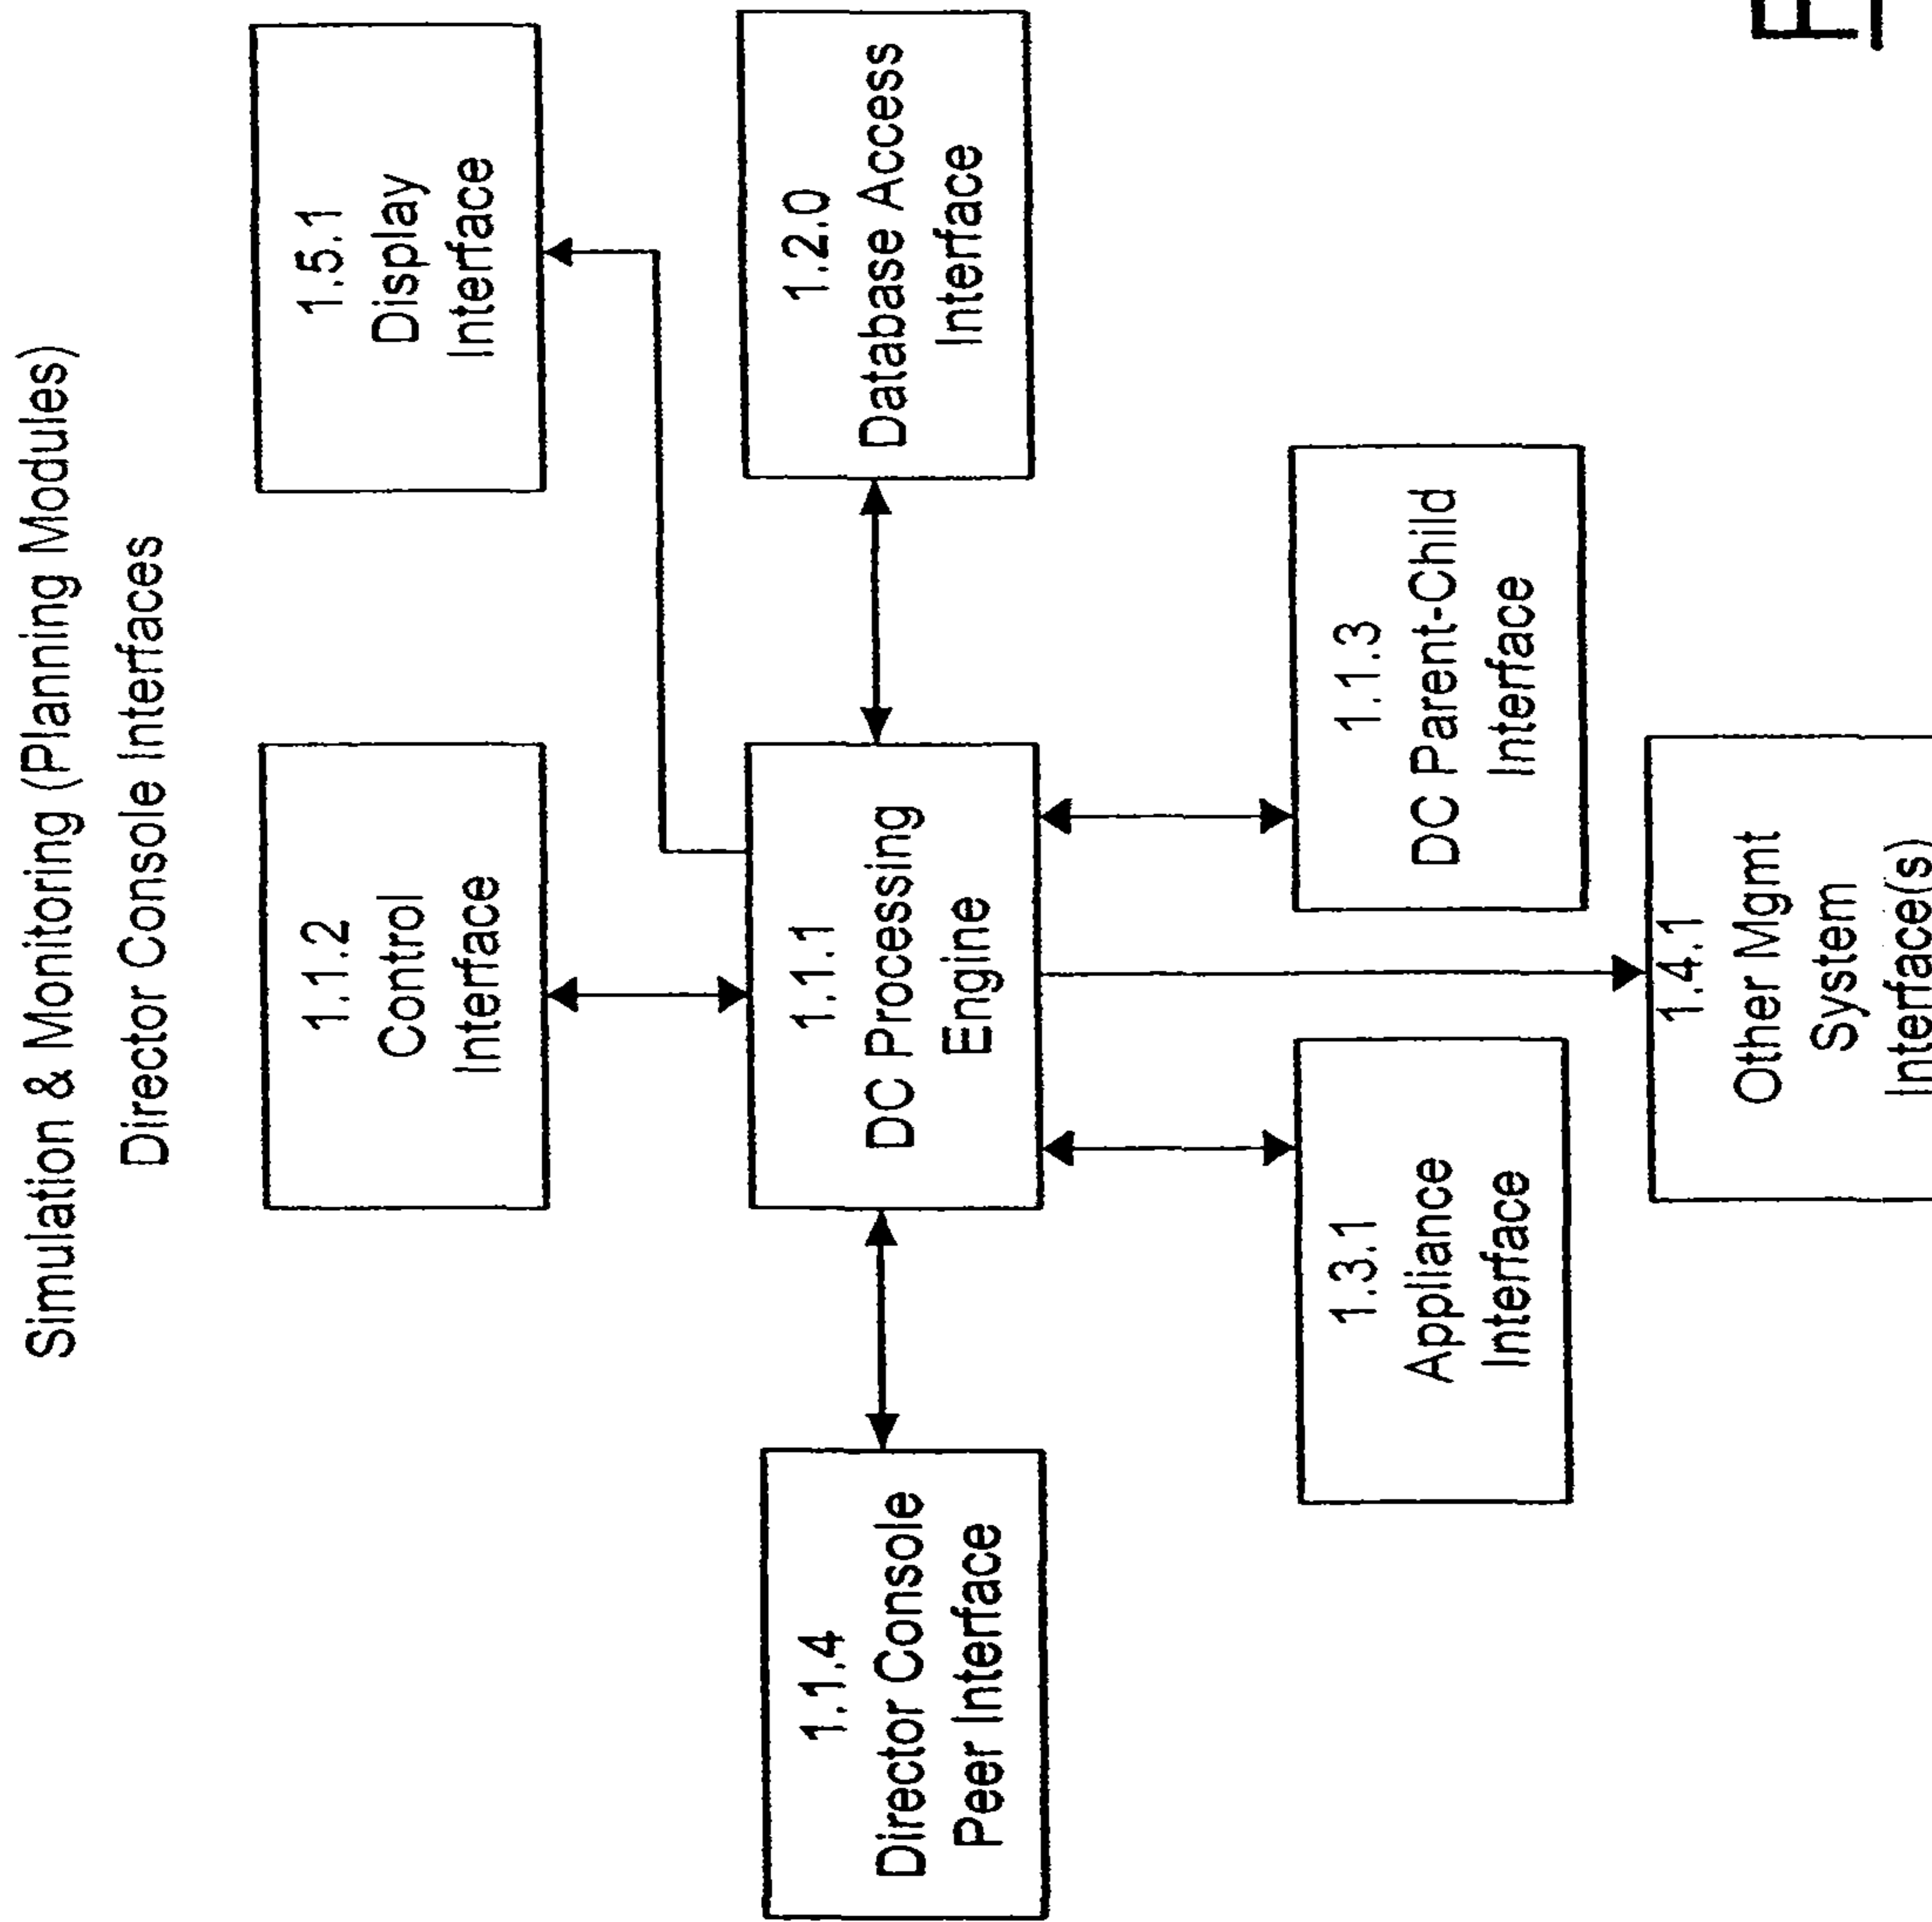 Simulation & Monitoring (Planning Modules)
Director Console Interfaces
1.1.2
Control
Interface
1.5.1
Display
Interface
1.1.4
Director Console
Peer Interface
1.1.1
DC Processing
Engine
1.2.0
Database Access
Interface
1.3.1
Appliance
Interface
1.1.3
DC Parent-Child
Interface
1.4.1
Other Mgmt
System
Interface(s)